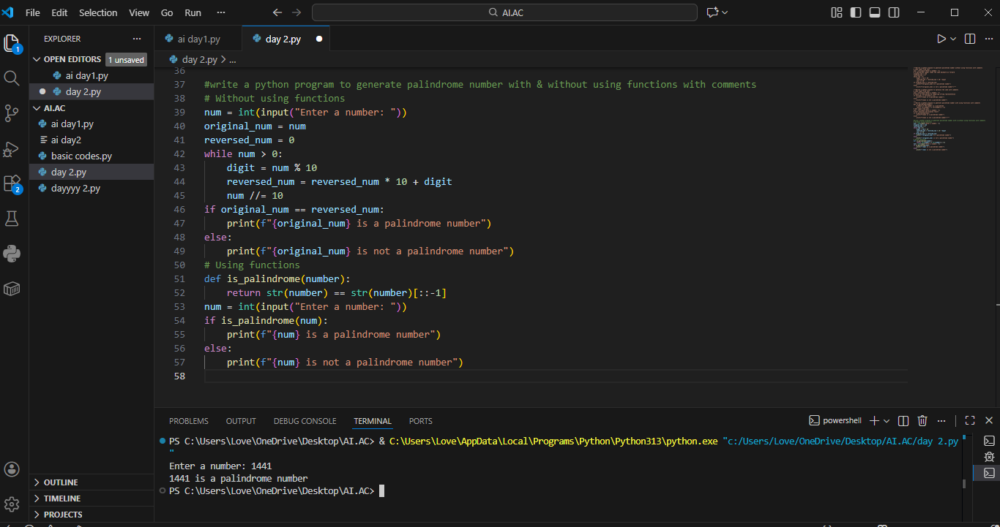 File Edit Selection View Go Run ··· AI.AC
EXPLORER ···
OPEN EDITORS 1 unsaved
ai day1.py
day 2.py
AI.AC
ai day1.py
ai day2
basic codes.py
day 2.py
dayyyy 2.py
OUTLINE
TIMELINE
PROJECTS
1
2
ai day1.py day 2.py
day 2.py > ...
36
37 #write a python program to generate palindrome number with & without using functions with comments
38 # Without using functions
39 num = int(input("Enter a number: "))
40 original_num = num
41 reversed_num = 0
42 while num > 0:
43     digit = num % 10
44     reversed_num = reversed_num * 10 + digit
45     num //= 10
46 if original_num == reversed_num:
47     print(f"{original_num} is a palindrome number")
48 else:
49     print(f"{original_num} is not a palindrome number")
50 # Using functions
51 def is_palindrome(number):
52     return str(number) == str(number)[::-1]
53 num = int(input("Enter a number: "))
54 if is_palindrome(num):
55     print(f"{num} is a palindrome number")
56 else:
57     print(f"{num} is not a palindrome number")
58
PROBLEMS OUTPUT DEBUG CONSOLE TERMINAL PORTS powershell
PS C:\Users\Love\OneDrive\Desktop\AI.AC> & C:\Users\Love\AppData\Local\Programs\Python\Python313\python.exe "c:/Users/Love/OneDrive/Desktop/AI.AC/day 2.py
"
Enter a number: 1441
1441 is a palindrome number
PS C:\Users\Love\OneDrive\Desktop\AI.AC>